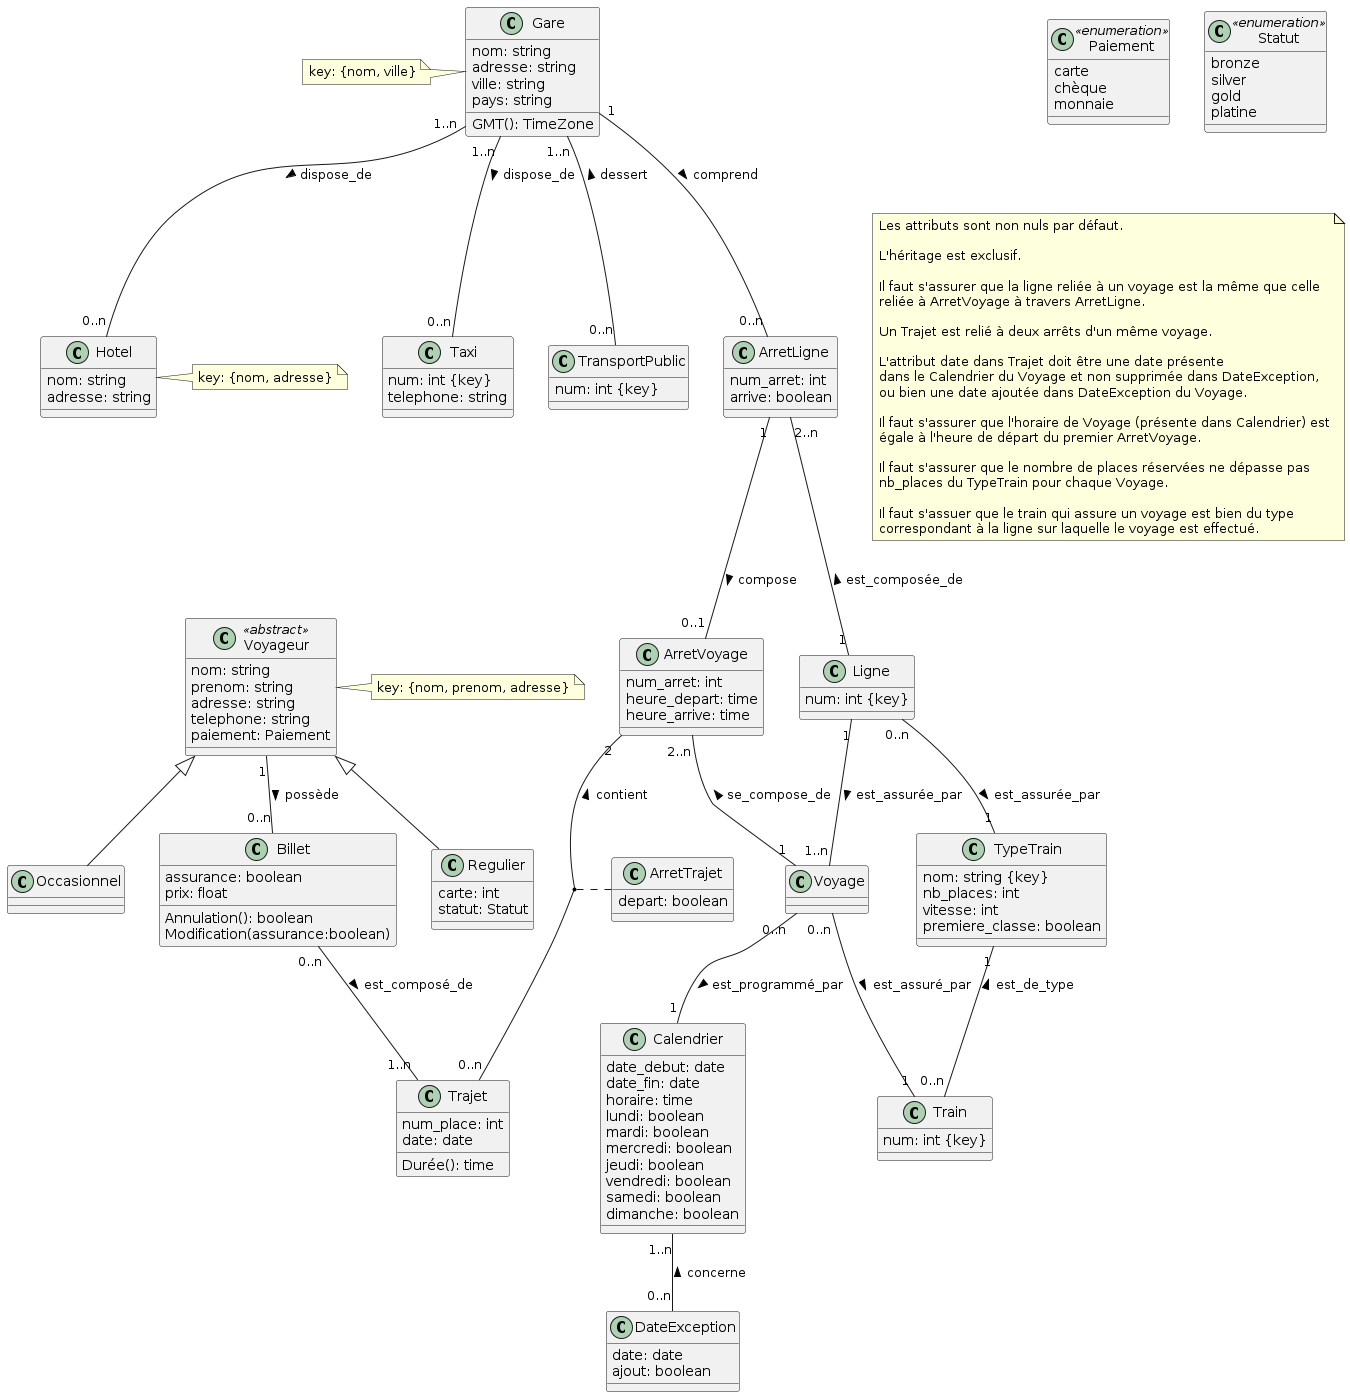 C Gare
nom: string
adresse: string
ville: string
pays: string
GMT(): TimeZone
key: {nom, ville}
C «enumeration»
Paiement
carte
chèque
monnaie
C «enumeration»
Statut
bronze
silver
gold
platine
1..n
1..n
1..n
1
dispose_de
dispose_de
dessert
comprend
0..n
0..n
0..n
0..n
Les attributs sont non nuls par défaut.
L'héritage est exclusif.
Il faut s'assurer que la ligne reliée à un voyage est la même que celle
reliée à ArretVoyage à travers ArretLigne.
Un Trajet est relié à deux arrêts d'un même voyage.
L'attribut date dans Trajet doit être une date présente
dans le Calendrier du Voyage et non supprimée dans DateException,
ou bien une date ajoutée dans DateException du Voyage.
Il faut s'assurer que l'horaire de Voyage (présente dans Calendrier) est
égale à l'heure de départ du premier ArretVoyage.
Il faut s'assurer que le nombre de places réservées ne dépasse pas
nb_places du TypeTrain pour chaque Voyage.
Il faut s'assuer que le train qui assure un voyage est bien du type
correspondant à la ligne sur laquelle le voyage est effectué.
C Hotel
nom: string
adresse: string
key: {nom, adresse}
C Taxi
num: int {key}
telephone: string
C TransportPublic
num: int {key}
C ArretLigne
num_arret: int
arrive: boolean
1
2..n
compose
est_composée_de
0..1
1
C «abstract»
Voyageur
nom: string
prenom: string
adresse: string
telephone: string
paiement: Paiement
key: {nom, prenom, adresse}
C ArretVoyage
num_arret: int
heure_depart: time
heure_arrive: time
C Ligne
num: int {key}
1
2
2..n
1
0..n
possède
contient
se_compose_de
est_assurée_par
est_assurée_par
0..n
1
1..n
1
C Occasionnel
C Billet
assurance: boolean
prix: float
Annulation(): boolean
Modification(assurance:boolean)
C Regulier
carte: int
statut: Statut
C ArretTrajet
depart: boolean
C Voyage
C TypeTrain
nom: string {key}
nb_places: int
vitesse: int
premiere_classe: boolean
0..n
0..n
0..n
1
est_composé_de
est_programmé_par
est_assuré_par
est_de_type
1..n
0..n
1
1
0..n
C Trajet
num_place: int
date: date
Durée(): time
C Calendrier
date_debut: date
date_fin: date
horaire: time
lundi: boolean
mardi: boolean
mercredi: boolean
jeudi: boolean
vendredi: boolean
samedi: boolean
dimanche: boolean
C Train
num: int {key}
1..n
concerne
0..n
C DateException
date: date
ajout: boolean